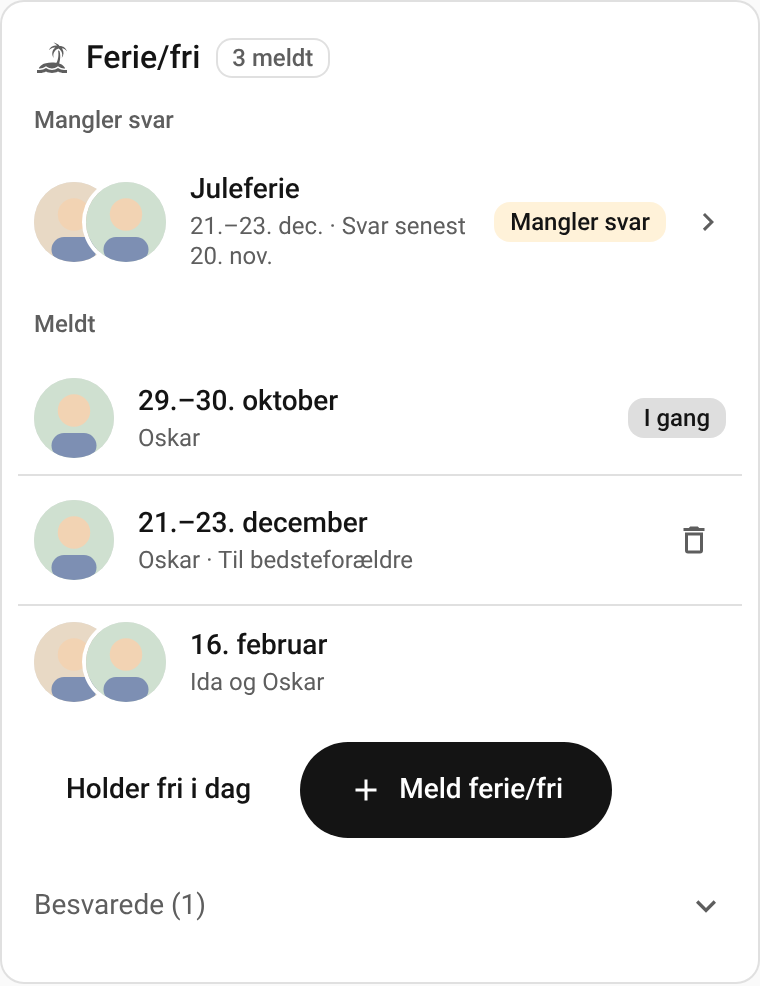 Ferie/fri 3 meldt
Mangler svar
Juleferie
21.–23. dec. · Svar senest
20. nov.
Mangler svar
Meldt
29.–30. oktober
Oskar
I gang
21.–23. december
Oskar · Til bedsteforældre
16. februar
Ida og Oskar
Holder fri i dag
+ Meld ferie/fri
Besvarede (1)